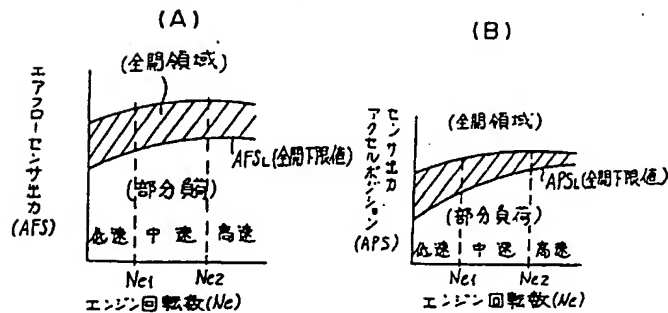 (A)
エアフローセンサ出力
(AFS)
(全開領域)
AFSL(全開下限値)
(部分負荷)
低速 中速 高速
Ne1 Ne2
エンジン回転数(Ne)
(B)
アクセルポジション
センサ出力
(APS)
(全開領域)
APSL(全開下限値)
(部分負荷)
低速 中速 高速
Ne1 Ne2
エンジン回転数(Ne)